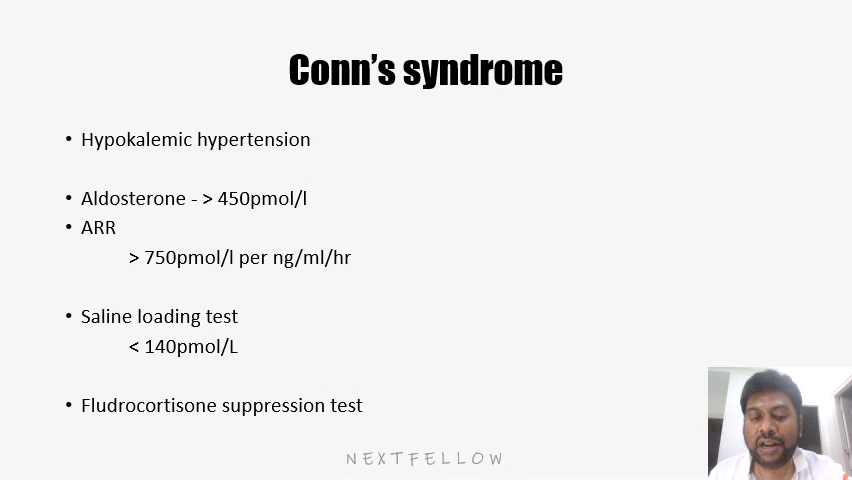 Conn’s syndrome
• Hypokalemic hypertension
• Aldosterone - > 450pmol/l
• ARR
> 750pmol/l per ng/ml/hr
• Saline loading test
< 140pmol/L
• Fludrocortisone suppression test
NEXTFELLOW